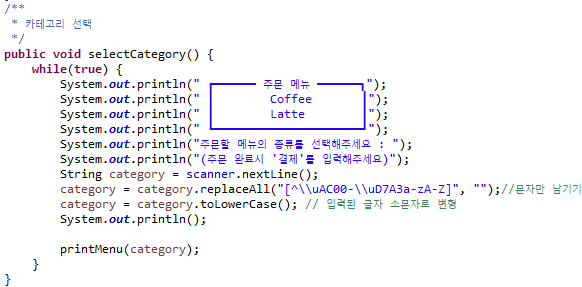 /**
 * 카테고리 선택
 */
public void selectCategory() {
    while(true) {
        System.out.println(" ┏━━━━━ 주문 메뉴 ━━━━━┓");
        System.out.println(" ┃       Coffee       ┃");
        System.out.println(" ┃       Latte        ┃");
        System.out.println(" ┗━━━━━━━━━━━━━━━━━━┛");
        System.out.println("주문할 메뉴의 종류를 선택해주세요 : ");
        System.out.println("(주문 완료시 '결제'를 입력해주세요)");
        String category = scanner.nextLine();
        category = category.replaceAll("[^\\uAC00-\\uD7A3a-zA-Z]", "");//문자만 남기기
        category = category.toLowerCase(); // 입력된 글자 소문자로 변형
        System.out.println();

        printMenu(category);
    }
}